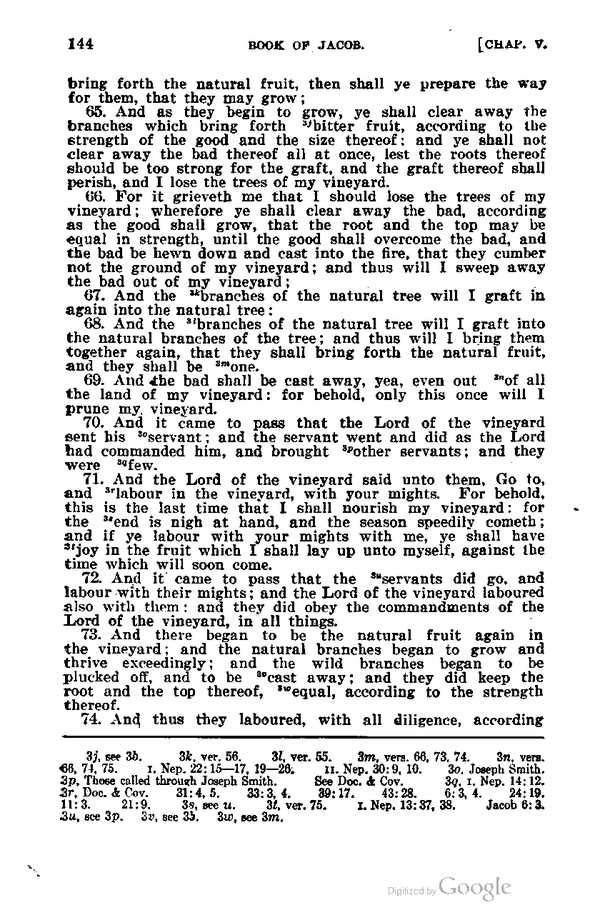 144 BOOK OF JACOB. [CHAP. V.
bring forth the natural fruit, then shall ye prepare the way
for them, that they may grow;
65. And as they begin to grow, ye shall clear away the
branches which bring forth ³ʲbitter fruit, according to the
strength of the good and the size thereof; and ye shall not
clear away the bad thereof all at once, lest the roots thereof
should be too strong for the graft, and the graft thereof shall
perish, and I lose the trees of my vineyard.
66. For it grieveth me that I should lose the trees of my
vineyard; wherefore ye shall clear away the bad, according
as the good shall grow, that the root and the top may be
equal in strength, until the good shall overcome the bad, and
the bad be hewn down and cast into the fire, that they cumber
not the ground of my vineyard; and thus will I sweep away
the bad out of my vineyard;
67. And the ³ᵏbranches of the natural tree will I graft in
again into the natural tree:
68. And the ³ˡbranches of the natural tree will I graft into
the natural branches of the tree; and thus will I bring them
together again, that they shall bring forth the natural fruit,
and they shall be ³ᵐone.
69. And the bad shall be cast away, yea, even out ³ⁿof all
the land of my vineyard: for behold, only this once will I
prune my vineyard.
70. And it came to pass that the Lord of the vineyard
sent his ³ᵒservant; and the servant went and did as the Lord
had commanded him, and brought ³ᵖother servants; and they
were ³qfew.
71. And the Lord of the vineyard said unto them, Go to,
and ³ʳlabour in the vineyard, with your mights. For behold,
this is the last time that I shall nourish my vineyard: for
the ³ˢend is nigh at hand, and the season speedily cometh;
and if ye labour with your mights with me, ye shall have
³ᵗjoy in the fruit which I shall lay up unto myself, against the
time which will soon come.
72. And it came to pass that the ³ᵘservants did go, and
labour with their mights; and the Lord of the vineyard laboured
also with them: and they did obey the commandments of the
Lord of the vineyard, in all things.
73. And there began to be the natural fruit again in
the vineyard; and the natural branches began to grow and
thrive exceedingly; and the wild branches began to be
plucked off, and to be ³ᵛcast away; and they did keep the
root and the top thereof, ³ʷequal, according to the strength
thereof.
74. And thus they laboured, with all diligence, according
3j, see 3b. 3k, ver. 56. 3l, ver. 55. 3m, vers. 66, 73, 74. 3n, vers.
66, 74, 75. I. Nep. 22:15—17, 19—26. II. Nep. 30:9, 10. 3o, Joseph Smith.
3p, Those called through Joseph Smith. See Doc. & Cov. 3q, I. Nep. 14:12.
3r, Doc. & Cov. 31:4, 5. 33:3, 4. 39:17. 43:28. 6:3, 4. 24:19.
11:3. 21:9. 3s, see u. 3t, ver. 75. I. Nep. 13:37, 38. Jacob 6:3.
3u, see 3p. 3v, see 3b. 3w, see 3m.
Digitized by Google